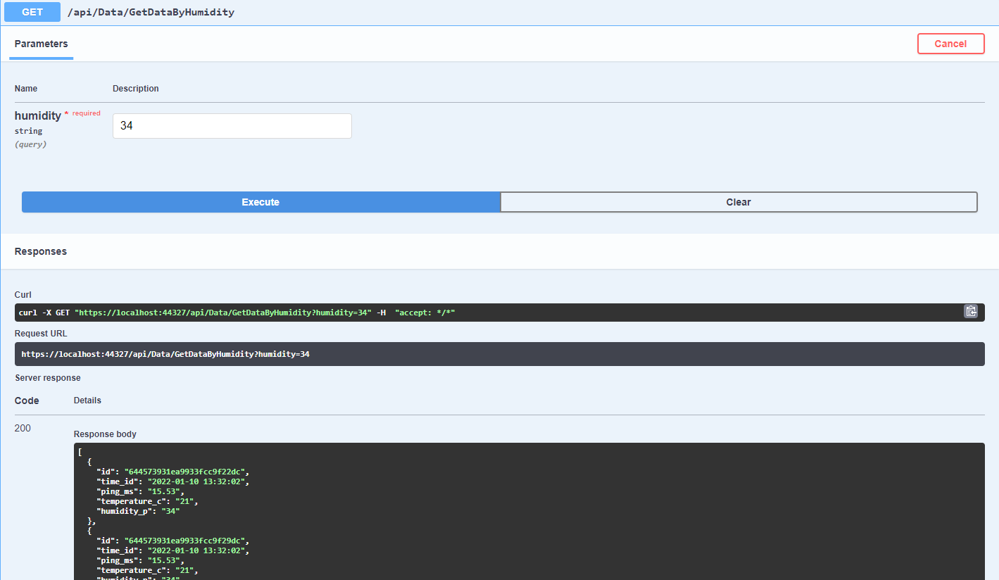 GET /api/Data/GetDataByHumidity
Parameters
Cancel
Name Description
humidity * required
string
(query)
34
Execute Clear
Responses
Curl
curl -X GET "https://localhost:44327/api/Data/GetDataByHumidity?humidity=34" -H  "accept: */*"
Request URL
https://localhost:44327/api/Data/GetDataByHumidity?humidity=34
Server response
Code Details
200
Response body
[
  {
    "id": "644573931ea9933fcc9f22dc",
    "time_id": "2022-01-10 13:32:02",
    "ping_ms": "15.53",
    "temperature_c": "21",
    "humidity_p": "34"
  },
  {
    "id": "644573931ea9933fcc9f29dc",
    "time_id": "2022-01-10 13:32:02",
    "ping_ms": "15.53",
    "temperature_c": "21",
    "humidity_p": "34"